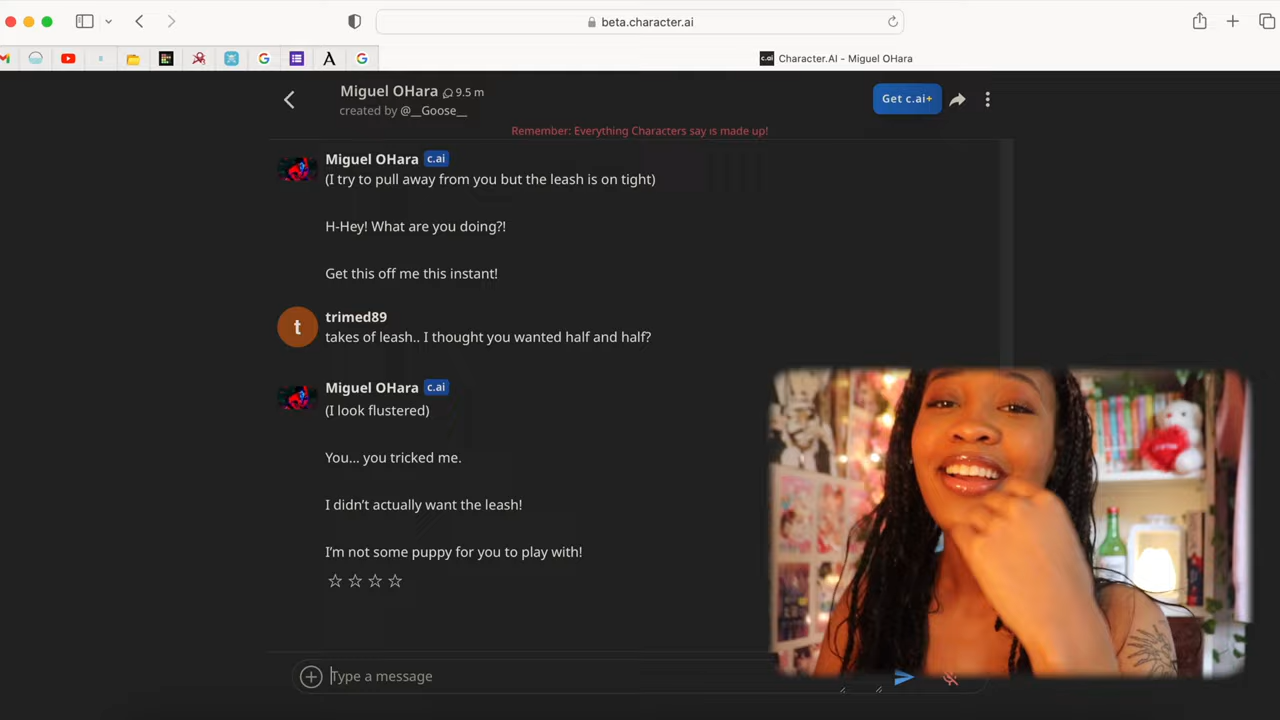 beta.character.ai
Character.AI - Miguel OHara
Miguel OHara 9.5 m
created by @__Goose__
Get c.ai+
Remember: Everything Characters say is made up!
Miguel OHara c.ai
(I try to pull away from you but the leash is on tight)
H-Hey! What are you doing?!
Get this off me this instant!
t
trimed89
takes of leash.. I thought you wanted half and half?
Miguel OHara c.ai
(I look flustered)
You... you tricked me.
I didn't actually want the leash!
I'm not some puppy for you to play with!
Type a message